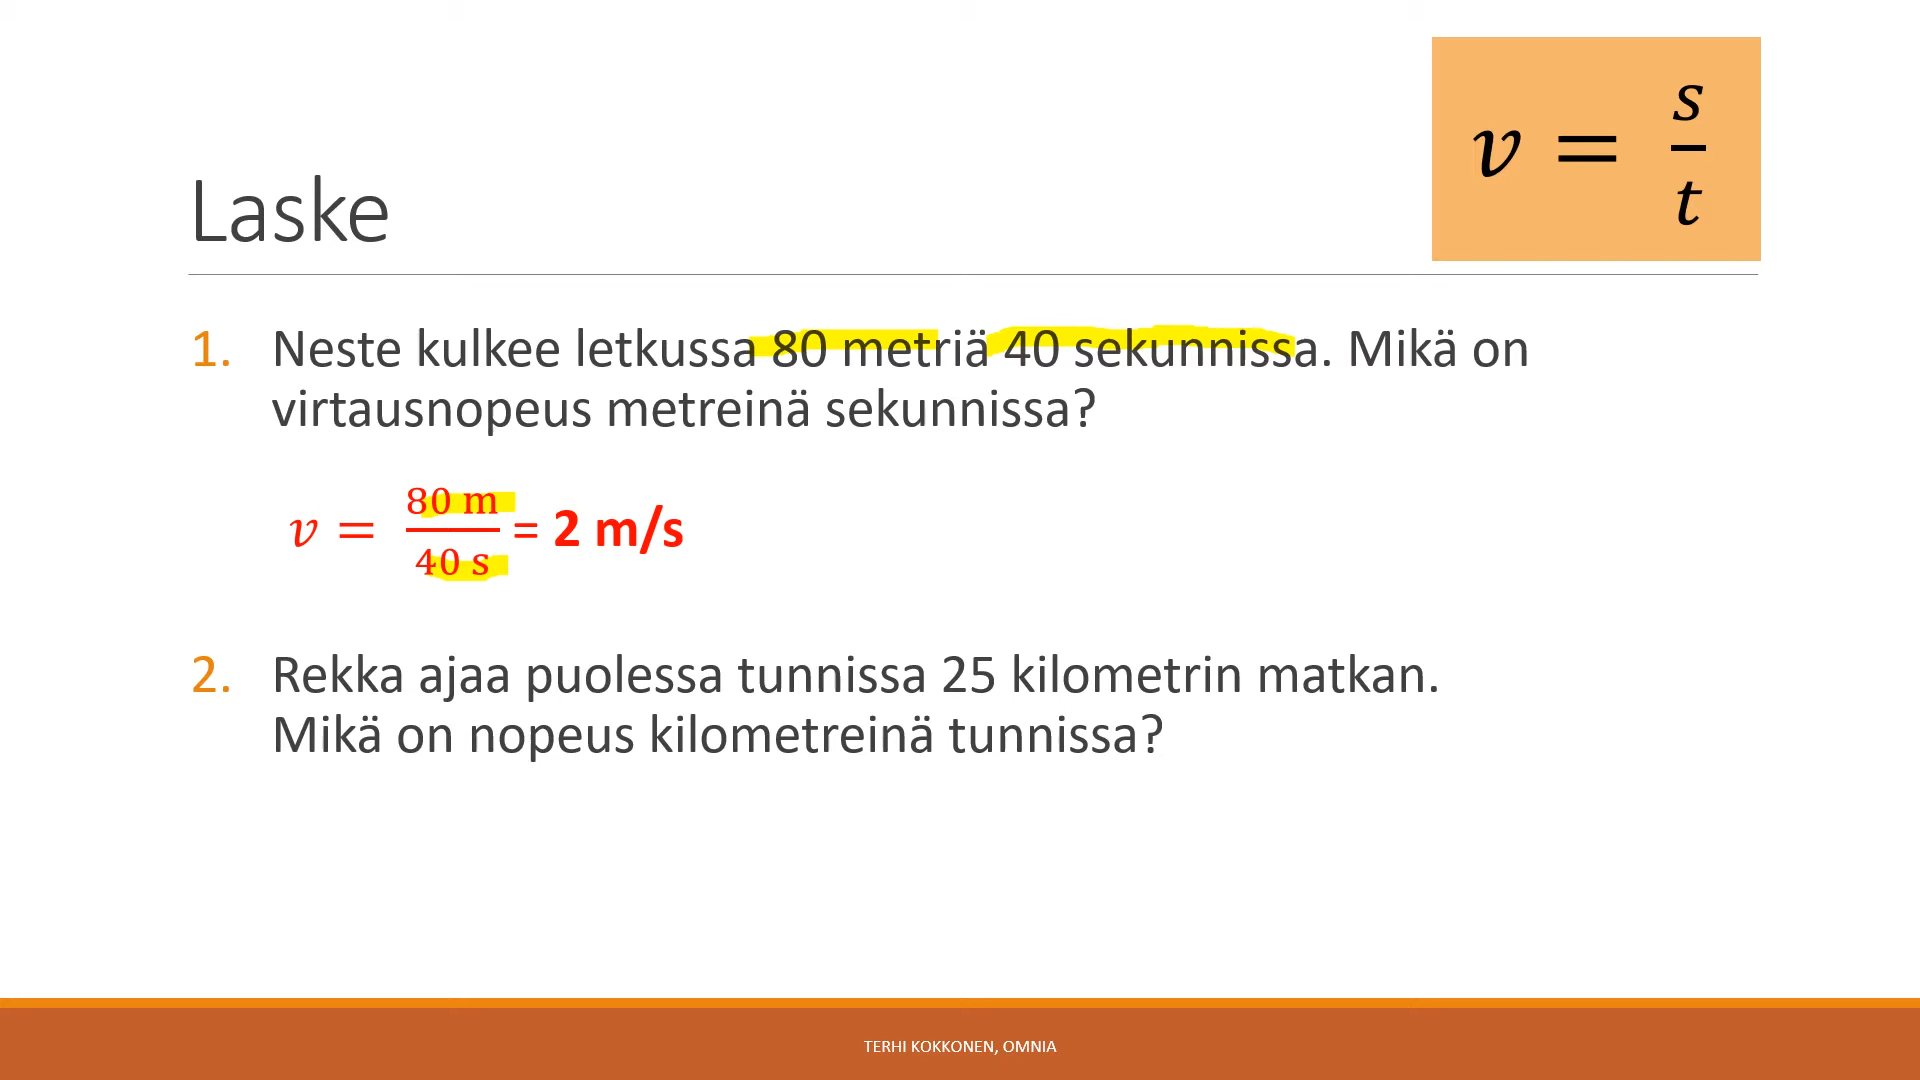 v = s/t
Laske
1. Neste kulkee letkussa 80 metriä 40 sekunnissa. Mikä on
virtausnopeus metreinä sekunnissa?
v = 80 m/40 s = 2 m/s
2. Rekka ajaa puolessa tunnissa 25 kilometrin matkan.
Mikä on nopeus kilometreinä tunnissa?
TERHI KOKKONEN, OMNIA